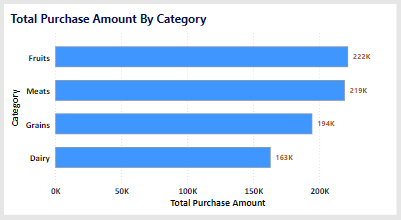 Total Purchase Amount By Category
Category
Fruits 222K
Meats 219K
Grains 194K
Dairy 163K
0K 50K 100K 150K 200K
Total Purchase Amount